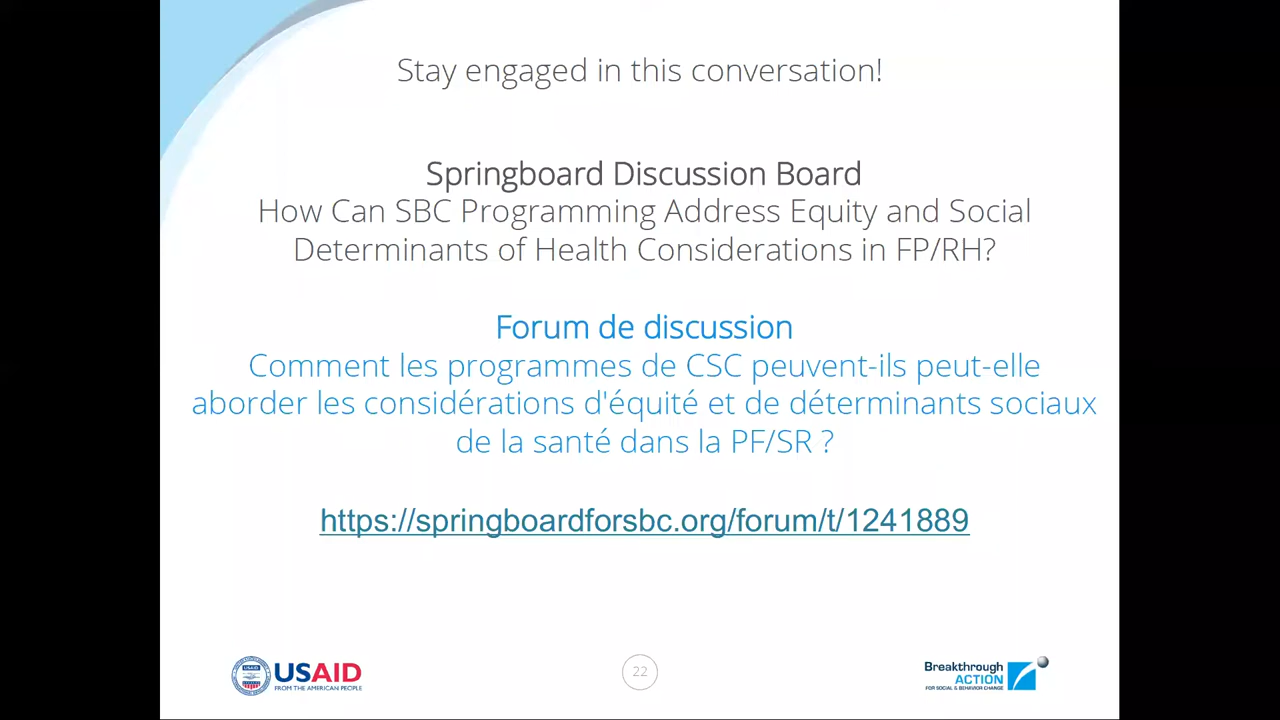 Stay engaged in this conversation!
Springboard Discussion Board
How Can SBC Programming Address Equity and Social
Determinants of Health Considerations in FP/RH?
Forum de discussion
Comment les programmes de CSC peuvent-ils peut-elle
aborder les considérations d'équité et de déterminants sociaux
de la santé dans la PF/SR ?
https://springboardforsbc.org/forum/t/1241889
USAID
FROM THE AMERICAN PEOPLE
22
Breakthrough
ACTION
FOR SOCIAL & BEHAVIOR CHANGE